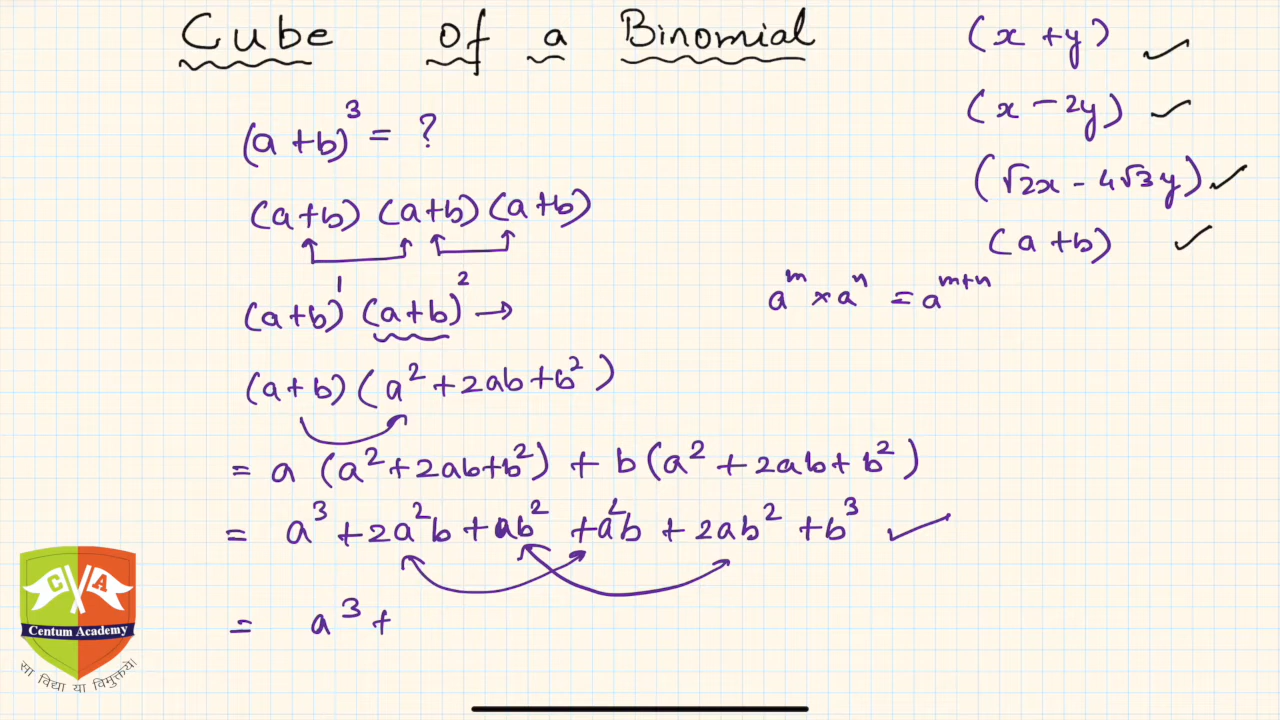 Cube of a Binomial
(a+b)³ = ?
(a+b) (a+b) (a+b)
(a+b)¹ (a+b)² →
(a+b)(a²+2ab+b²)
= a (a²+2ab+b²) + b(a²+2ab+b²)
= a³ + 2a²b + ab² + a²b + 2ab² + b³
= a³ +
(x+y)
(x-2y)
(√2x - 4√3y)
(a+b)
aᵐ × aⁿ = aᵐ⁺ⁿ
C A
Centum Academy
सा विद्या या विमुक्तये।